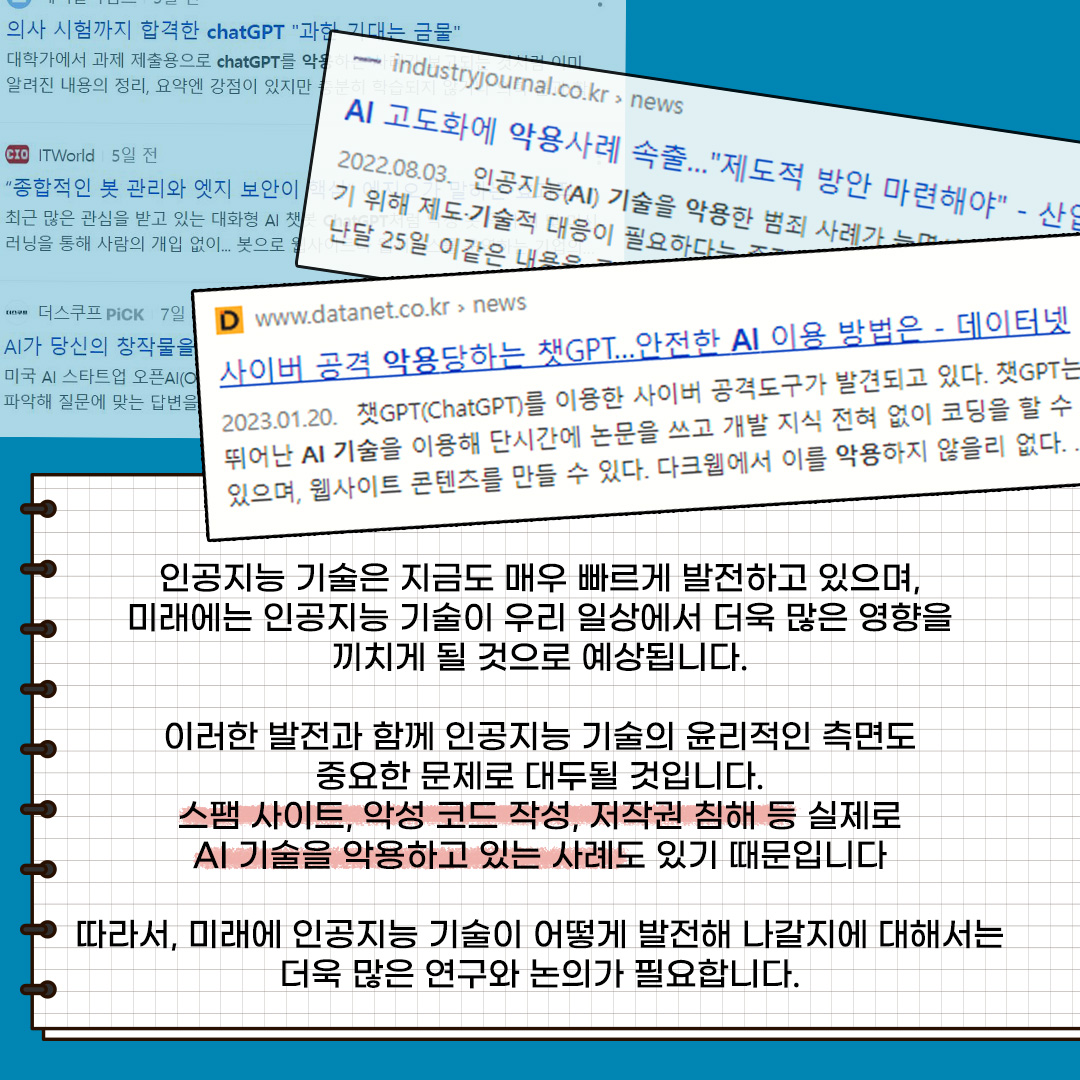 의사 시험까지 합격한 chatGPT "과한 기대는 금물"
대학가에서 과제 제출용으로 chatGPT를 악용
알려진 내용의 정리, 요약엔 강점이 있지만
CIO ITWorld 5일 전
“종합적인 봇 관리와 엣지 보안이
최근 많은 관심을 받고 있는 대화형 AI 챗봇 ChatGPT처럼
러닝을 통해 사람의 개입 없이... 봇으로
더스쿠프 PiCK 7일
AI가 당신의 창작물을
미국 AI 스타트업 오픈AI(O
파악해 질문에 맞는 답변을
industryjournal.co.kr › news
AI 고도화에 악용사례 속출..."제도적 방안 마련해야" - 산업
2022.08.03. 인공지능(AI) 기술을 악용한 범죄 사례가
기 위해 제도·기술적 대응이 필요하다는
난달 25일 이같은 내용을
D www.datanet.co.kr › news
사이버 공격 악용당하는 챗GPT...안전한 AI 이용 방법은 - 데이터넷
2023.01.20. 챗GPT(ChatGPT)를 이용한 사이버 공격도구가 발견되고 있다. 챗GPT는
뛰어난 AI 기술을 이용해 단시간에 논문을 쓰고 개발 지식 전혀 없이 코딩을 할 수
있으며, 웹사이트 콘텐츠를 만들 수 있다. 다크웹에서 이를 악용하지 않을리 없다. ..
인공지능 기술은 지금도 매우 빠르게 발전하고 있으며,
미래에는 인공지능 기술이 우리 일상에서 더욱 많은 영향을
끼치게 될 것으로 예상됩니다.
이러한 발전과 함께 인공지능 기술의 윤리적인 측면도
중요한 문제로 대두될 것입니다.
스팸 사이트, 악성 코드 작성, 저작권 침해 등 실제로
AI 기술을 악용하고 있는 사례도 있기 때문입니다
따라서, 미래에 인공지능 기술이 어떻게 발전해 나갈지에 대해서는
더욱 많은 연구와 논의가 필요합니다.